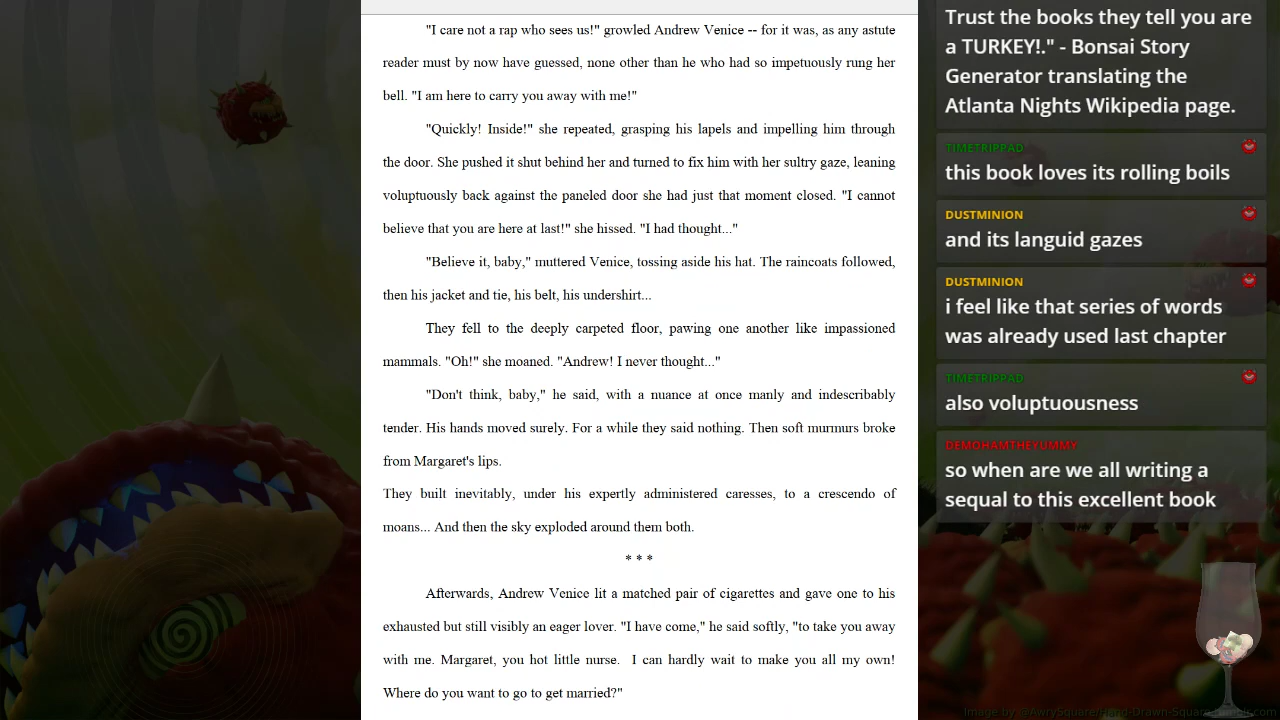 "I care not a rap who sees us!" growled Andrew Venice -- for it was, as any astute
reader must by now have guessed, none other than he who had so impetuously rung her
bell. "I am here to carry you away with me!"
"Quickly! Inside!" she repeated, grasping his lapels and impelling him through
the door. She pushed it shut behind her and turned to fix him with her sultry gaze, leaning
voluptuously back against the paneled door she had just that moment closed. "I cannot
believe that you are here at last!" she hissed. "I had thought..."
"Believe it, baby," muttered Venice, tossing aside his hat. The raincoats followed,
then his jacket and tie, his belt, his undershirt...
They fell to the deeply carpeted floor, pawing one another like impassioned
mammals. "Oh!" she moaned. "Andrew! I never thought..."
"Don't think, baby," he said, with a nuance at once manly and indescribably
tender. His hands moved surely. For a while they said nothing. Then soft murmurs broke
from Margaret's lips.
They built inevitably, under his expertly administered caresses, to a crescendo of
moans... And then the sky exploded around them both.
* * *
Afterwards, Andrew Venice lit a matched pair of cigarettes and gave one to his
exhausted but still visibly an eager lover. "I have come," he said softly, "to take you away
with me. Margaret, you hot little nurse.  I can hardly wait to make you all my own!
Where do you want to go to get married?"
Trust the books they tell you are
a TURKEY!." - Bonsai Story
Generator translating the
Atlanta Nights Wikipedia page.
TIMETRIPPAD
this book loves its rolling boils
DUSTMINION
and its languid gazes
DUSTMINION
i feel like that series of words
was already used last chapter
TIMETRIPPAD
also voluptuousness
DEMOHAMTHEYUMMY
so when are we all writing a
sequal to this excellent book